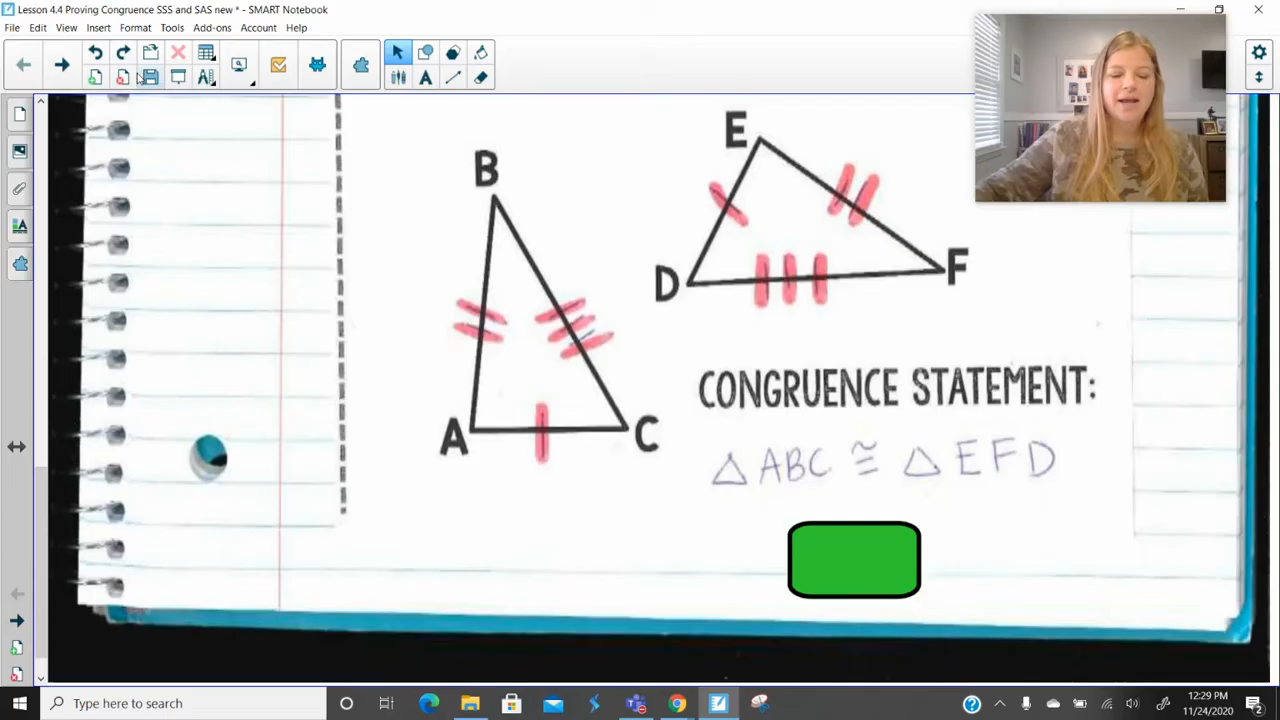 Lesson 4.4 Proving Congruence SSS and SAS new * - SMART Notebook
File Edit View Insert Format Tools Add-ons Account Help
B
E
D
F
A
C
CONGRUENCE STATEMENT:
△ABC ≅ △EFD
Type here to search
12:29 PM
11/24/2020
2